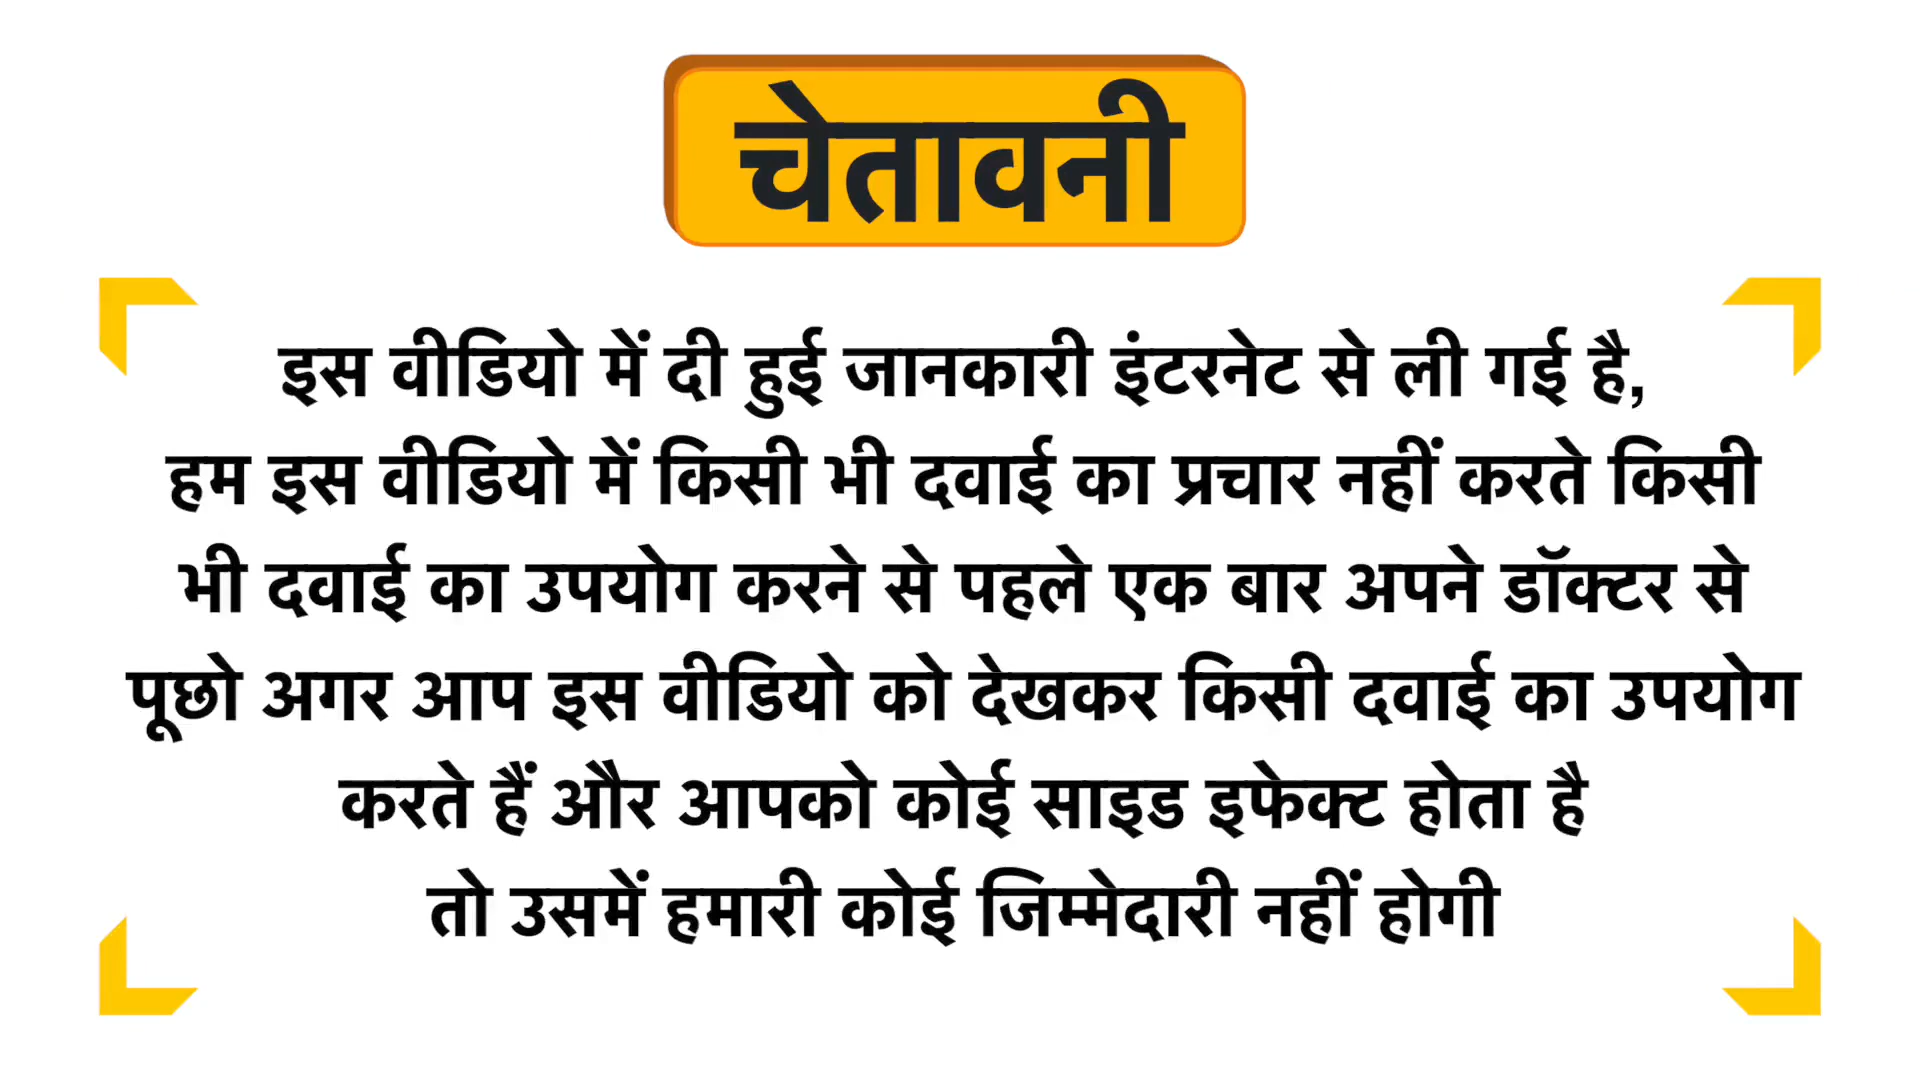 चेतावनी
इस वीडियो में दी हुई जानकारी इंटरनेट से ली गई है,
हम इस वीडियो में किसी भी दवाई का प्रचार नहीं करते किसी
भी दवाई का उपयोग करने से पहले एक बार अपने डॉक्टर से
पूछो अगर आप इस वीडियो को देखकर किसी दवाई का उपयोग
करते हैं और आपको कोई साइड इफेक्ट होता है
तो उसमें हमारी कोई जिम्मेदारी नहीं होगी